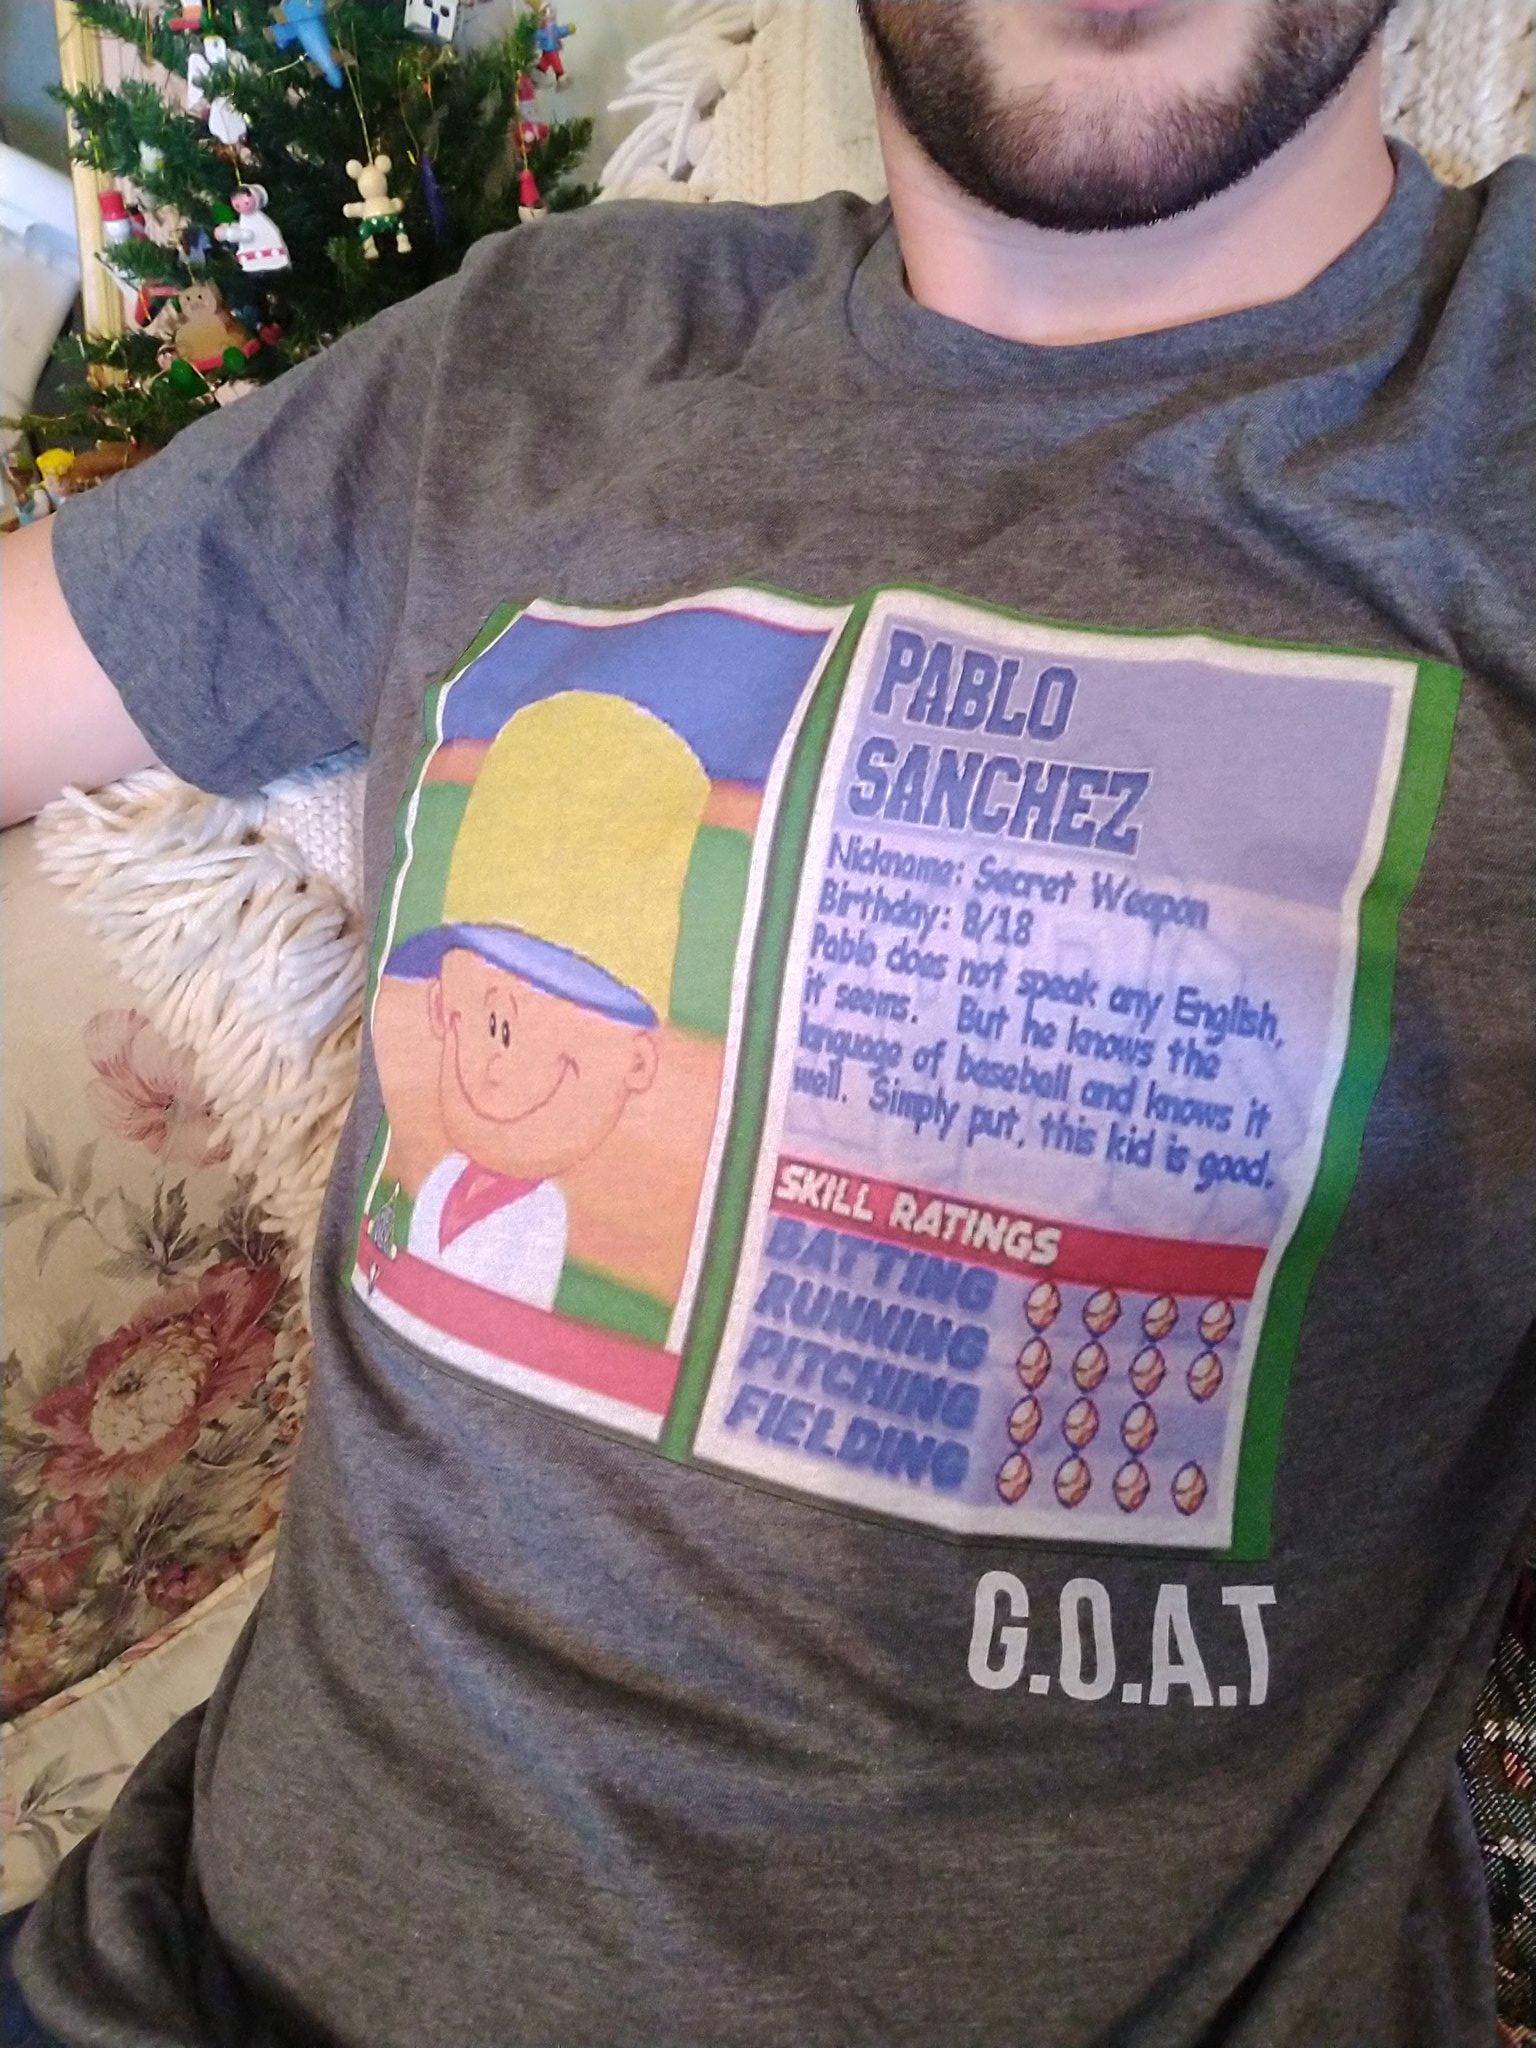 PABLO
SANCHEZ
Nickname: Secret Weapon
Birthday: 8/18
Pablo does not speak any English,
it seems. But he knows the
language of baseball and knows it
well. Simply put, this kid is good.
SKILL RATINGS
BATTING
RUNNING
PITCHING
FIELDING
G.O.A.T